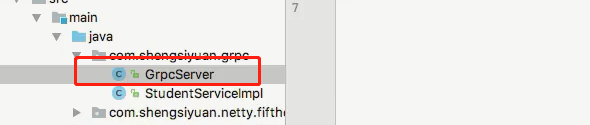 src
7
main
java
com.shengsiyuan.grpc
GrpcServer
StudentServiceImpl
com.shengsiyuan.netty.fifthe